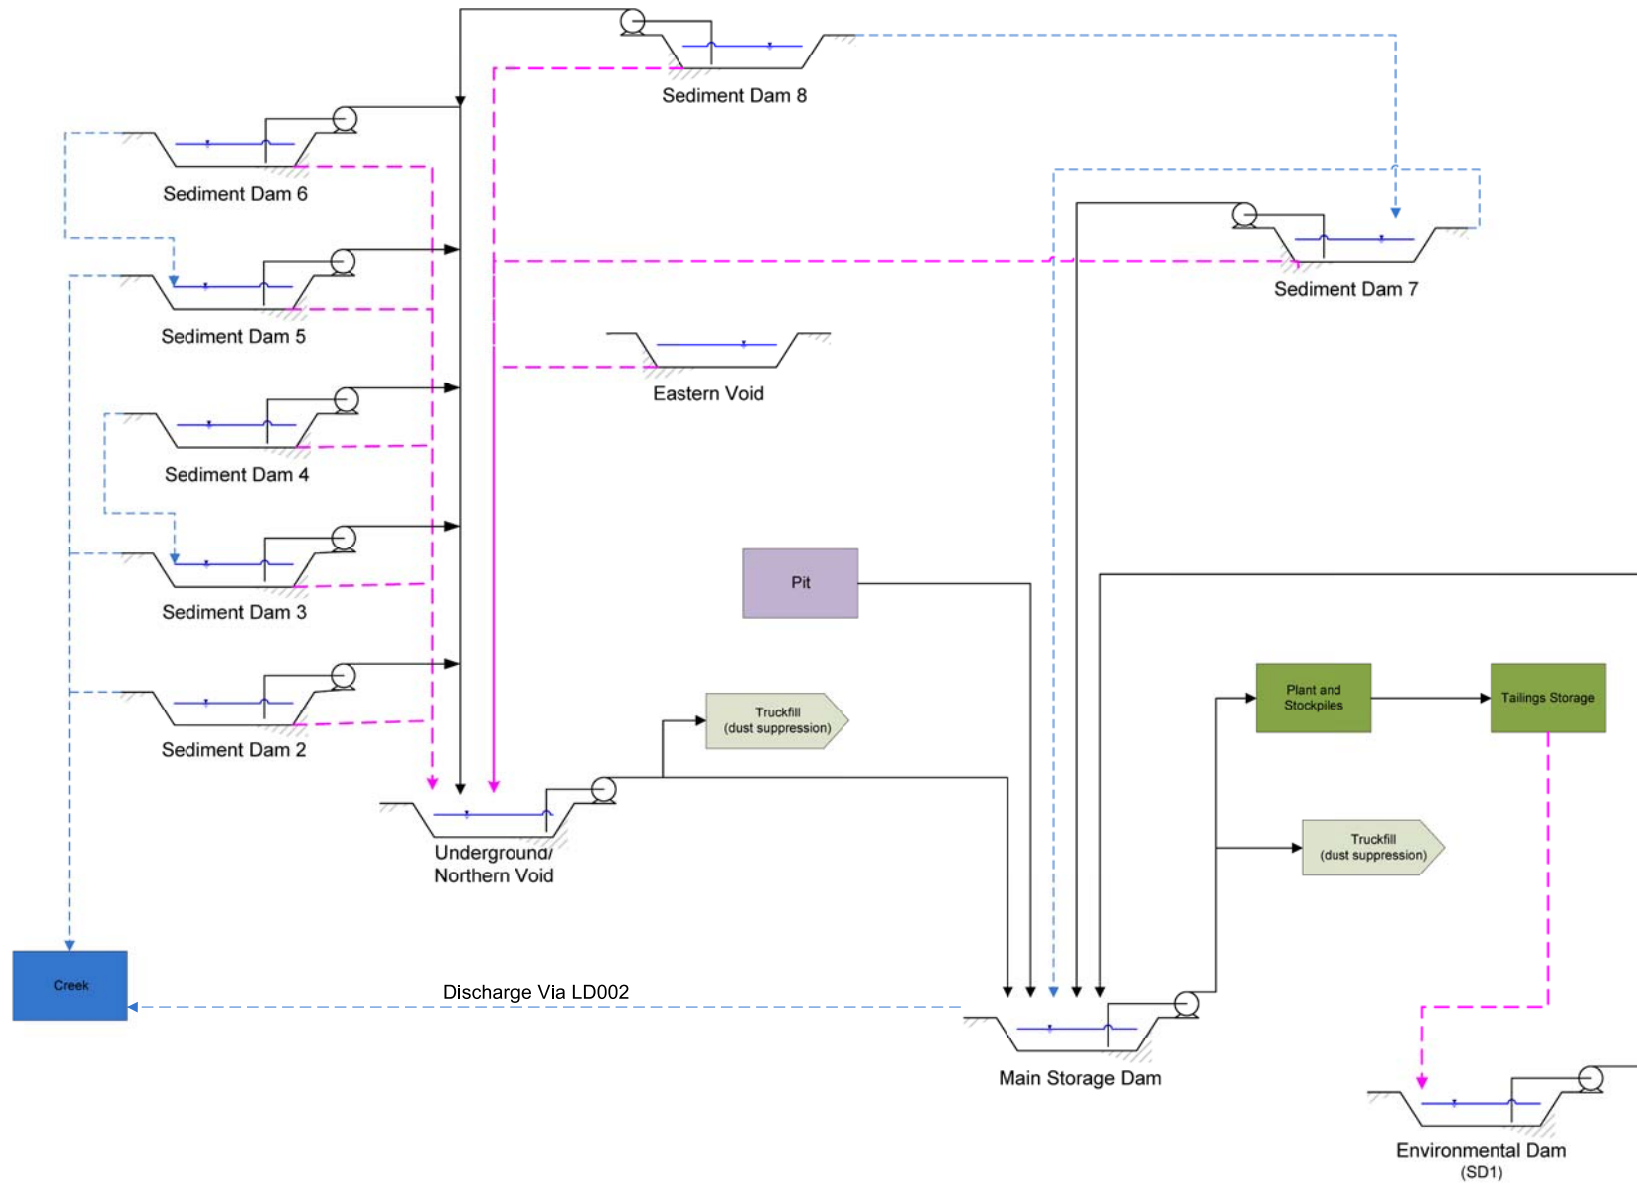 Sediment Dam 8
Sediment Dam 6
Sediment Dam 7
Sediment Dam 5
Eastern Void
Sediment Dam 4
Pit
Sediment Dam 3
Plant and
Stockpiles
Tailings Storage
Truckfill
(dust suppression)
Sediment Dam 2
Truckfill
(dust suppression)
Underground/
Northern Void
Creek
Discharge Via LD002
Main Storage Dam
Environmental Dam
(SD1)